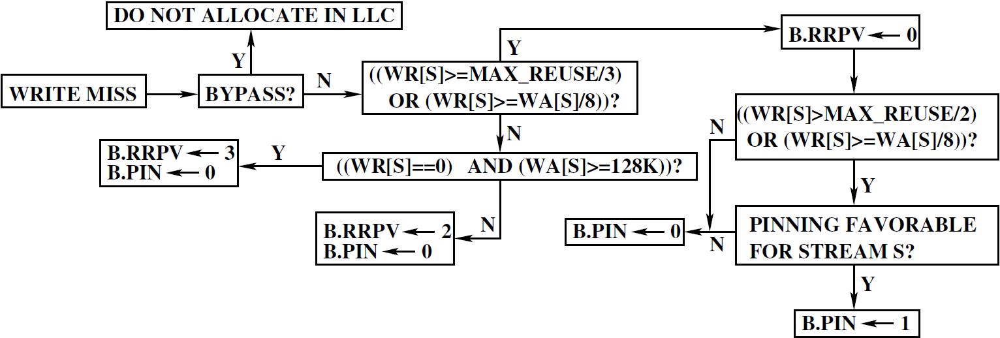 DO NOT ALLOCATE IN LLC
Y
WRITE MISS
BYPASS?
N
((WR[S]>=MAX_REUSE/3)
OR (WR[S]>=WA[S]/8))?
Y
B.RRPV ← 0
N
((WR[S]==0) AND (WA[S]>=128K))?
Y
B.RRPV ← 3
B.PIN ← 0
N
B.RRPV ← 2
B.PIN ← 0
((WR[S]>MAX_REUSE/2)
OR (WR[S]>=WA[S]/8))?
N
Y
PINNING FAVORABLE
FOR STREAM S?
N
B.PIN ← 0
Y
B.PIN ← 1